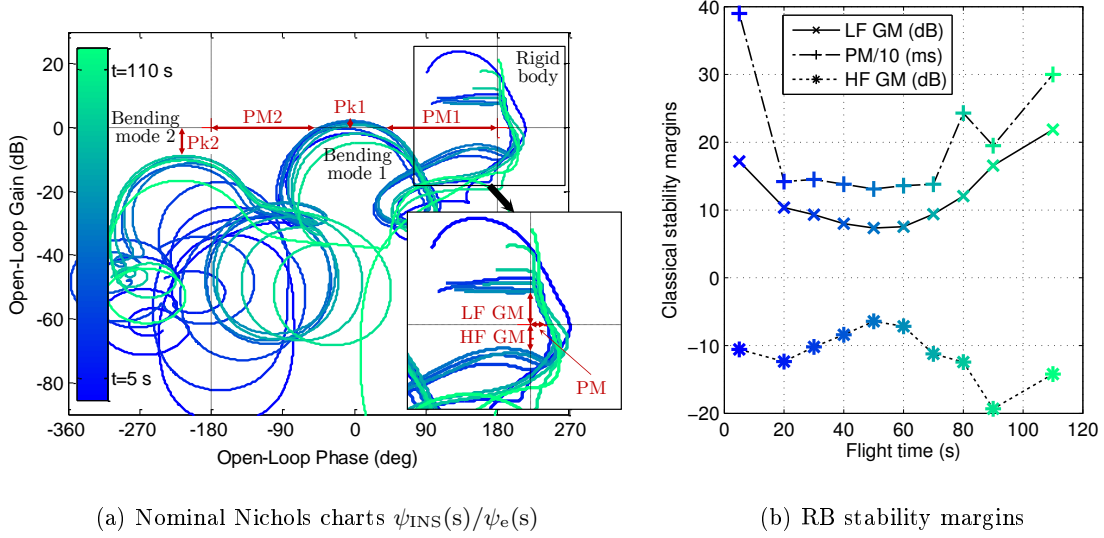 30
20
0
-20
-40
-60
-80
-360
-270
-180
-90
0
90
180
270
Open-Loop Gain (dB)
Open-Loop Phase (deg)
t=110 s
t=5 s
Bending
mode 2
PM2
Pk1
PM1
Pk2
Bending
mode 1
Rigid
body
LF GM
HF GM
PM
(a) Nominal Nichols charts ψINS(s)/ψe(s)
40
30
20
10
0
−10
−20
0
20
40
60
80
100
120
Classical stability margins
Flight time (s)
LF GM (dB)
PM/10 (ms)
HF GM (dB)
(b) RB stability margins